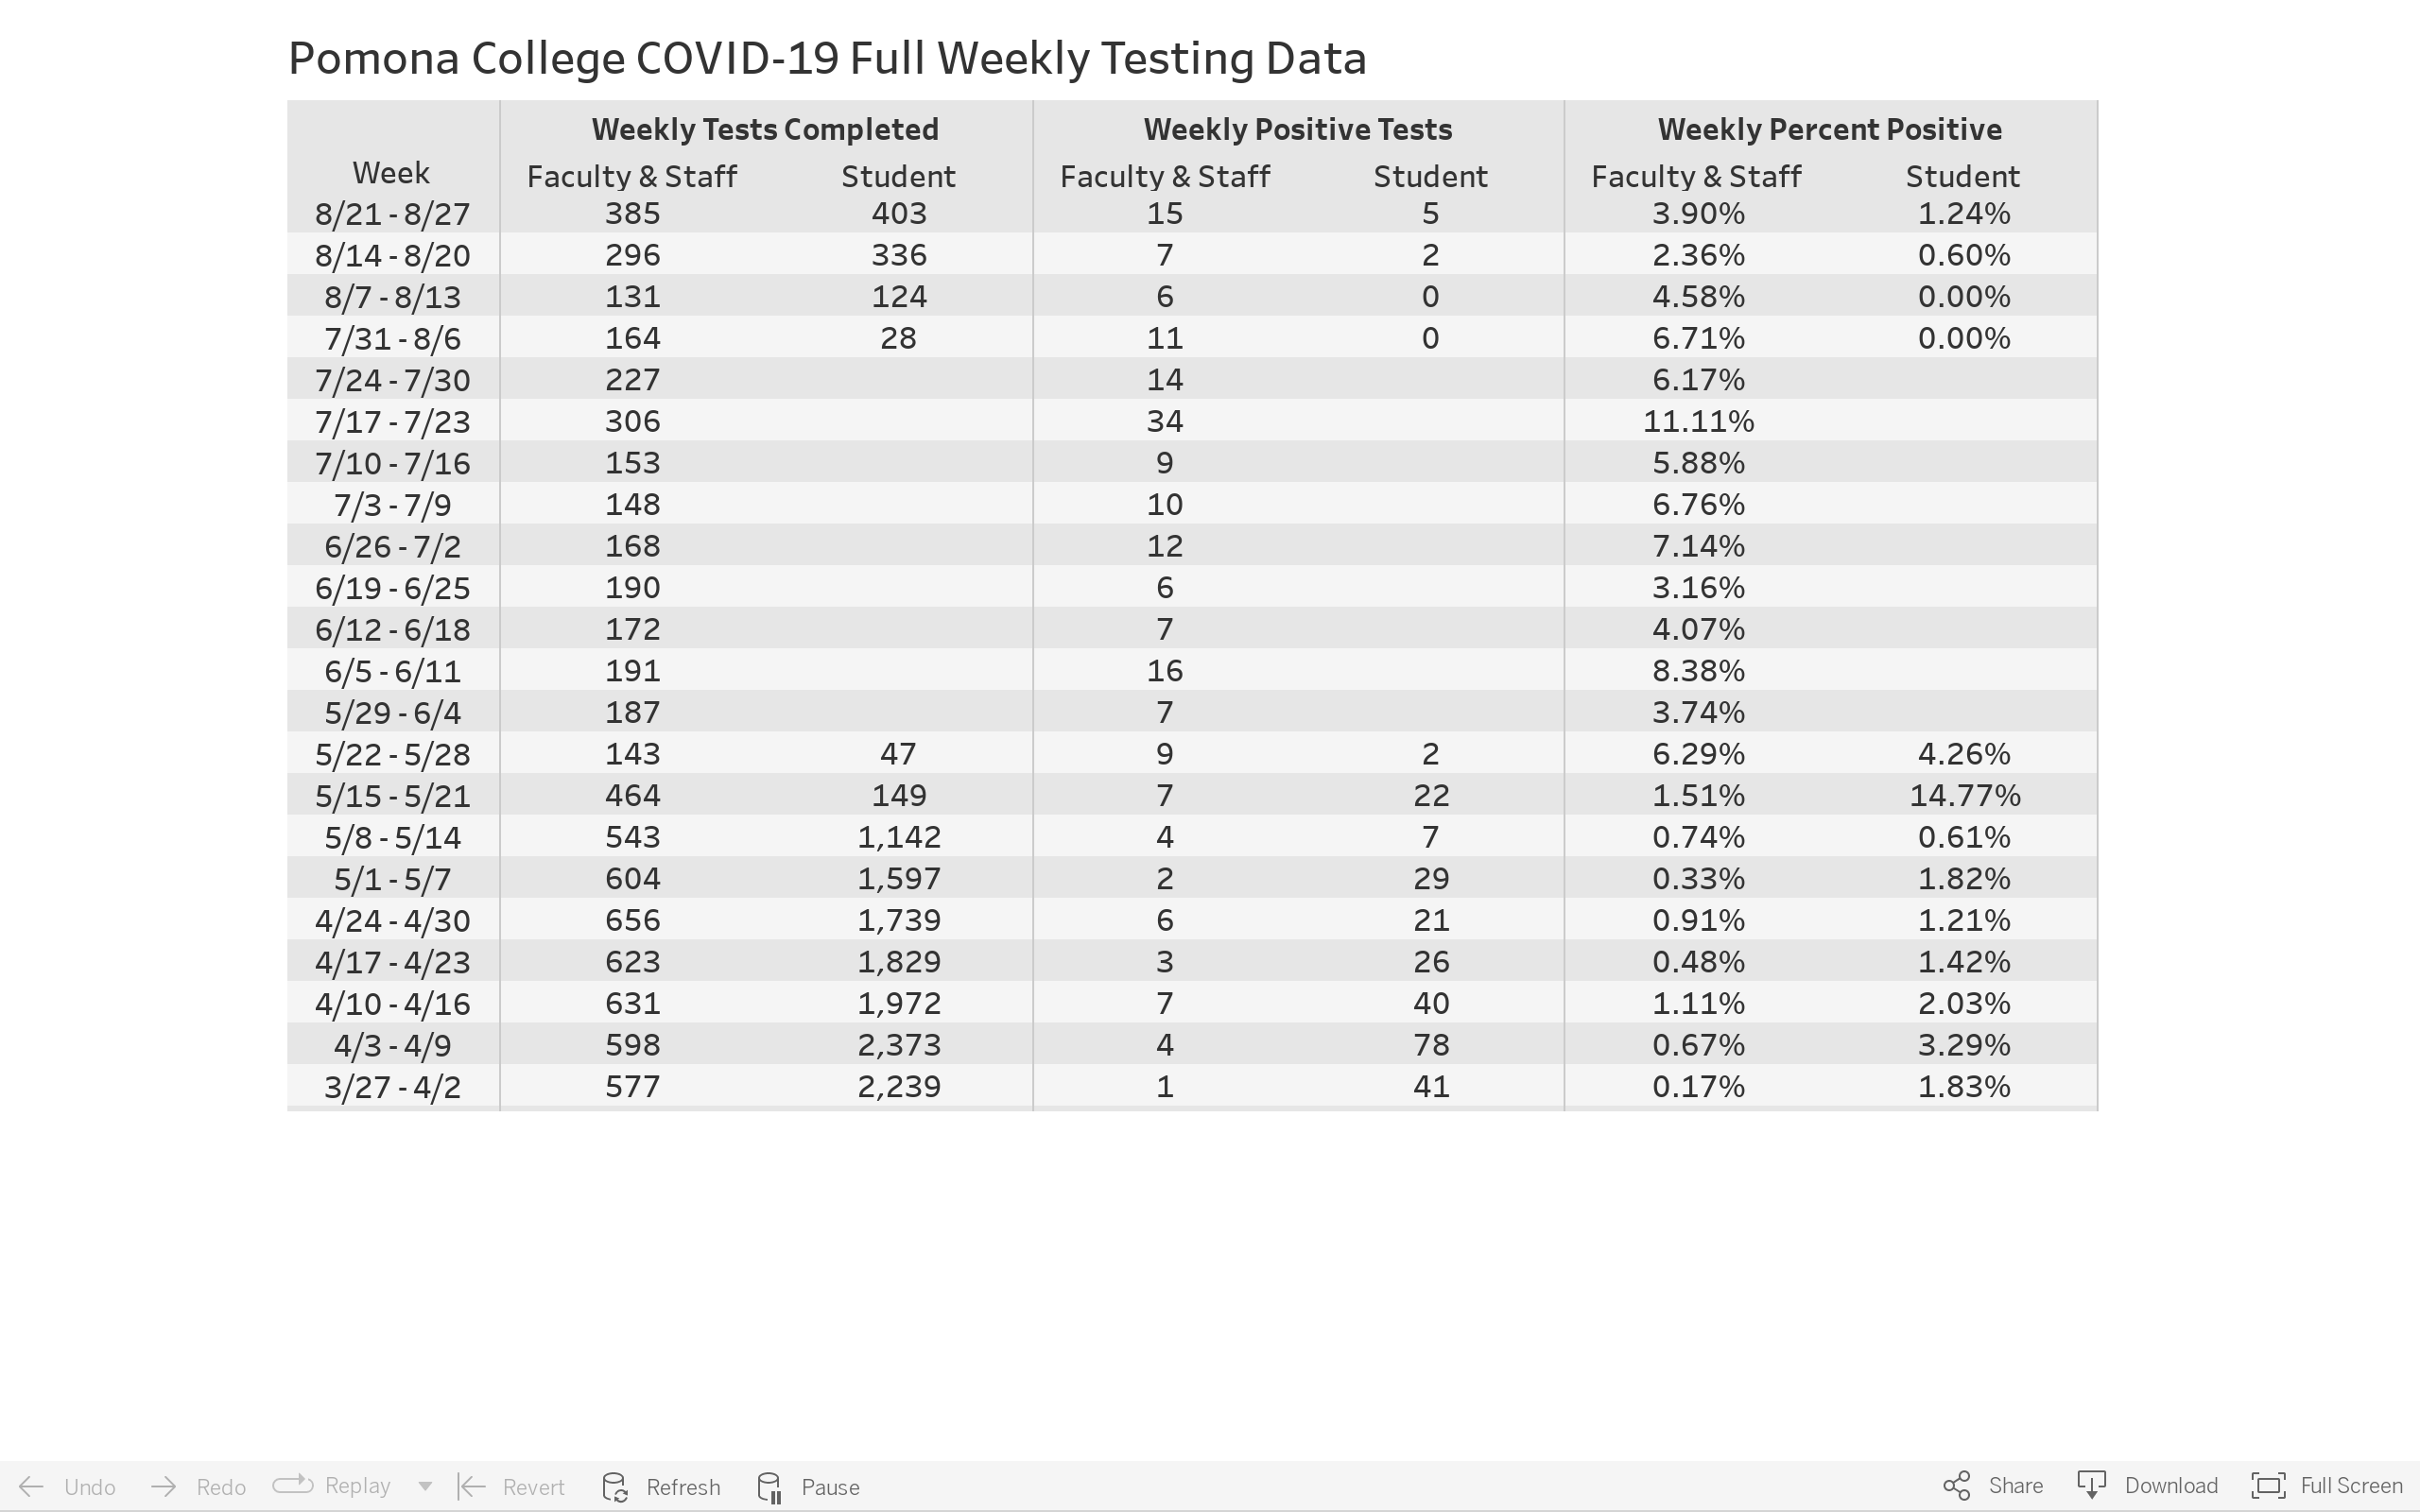 Pomona College COVID-19 Full Weekly Testing Data
Weekly Tests Completed Weekly Positive Tests Weekly Percent Positive
Week Faculty & Staff Student Faculty & Staff Student Faculty & Staff Student
8/21 - 8/27 385 403 15 5 3.90% 1.24%
8/14 - 8/20 296 336 7 2 2.36% 0.60%
8/7 - 8/13 131 124 6 0 4.58% 0.00%
7/31 - 8/6 164 28 11 0 6.71% 0.00%
7/24 - 7/30 227 14 6.17%
7/17 - 7/23 306 34 11.11%
7/10 - 7/16 153 9 5.88%
7/3 - 7/9 148 10 6.76%
6/26 - 7/2 168 12 7.14%
6/19 - 6/25 190 6 3.16%
6/12 - 6/18 172 7 4.07%
6/5 - 6/11 191 16 8.38%
5/29 - 6/4 187 7 3.74%
5/22 - 5/28 143 47 9 2 6.29% 4.26%
5/15 - 5/21 464 149 7 22 1.51% 14.77%
5/8 - 5/14 543 1,142 4 7 0.74% 0.61%
5/1 - 5/7 604 1,597 2 29 0.33% 1.82%
4/24 - 4/30 656 1,739 6 21 0.91% 1.21%
4/17 - 4/23 623 1,829 3 26 0.48% 1.42%
4/10 - 4/16 631 1,972 7 40 1.11% 2.03%
4/3 - 4/9 598 2,373 4 78 0.67% 3.29%
3/27 - 4/2 577 2,239 1 41 0.17% 1.83%
Undo Redo Replay Revert Refresh Pause Share Download Full Screen